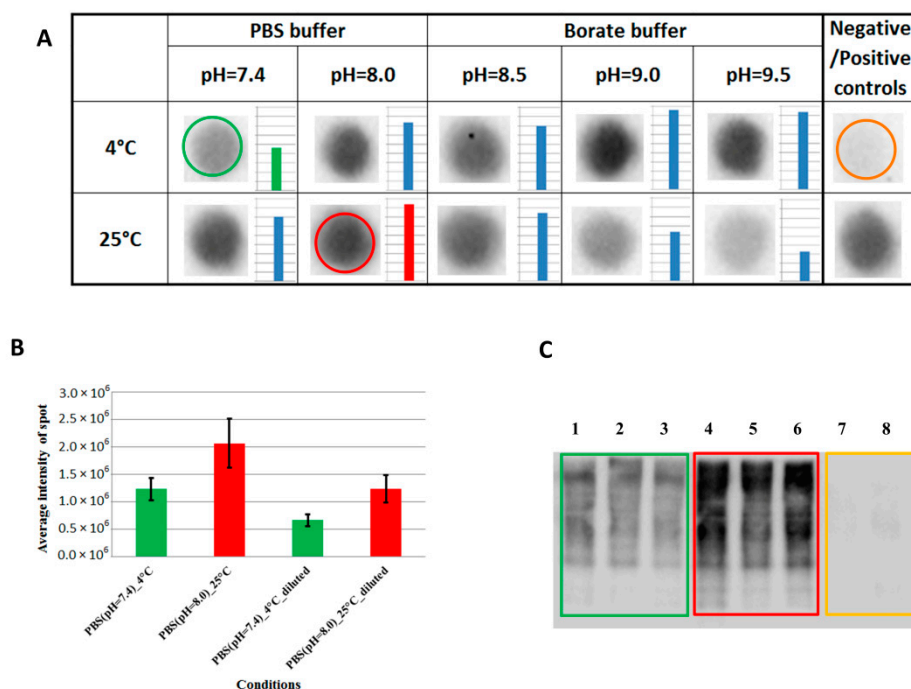 A
PBS buffer Borate buffer Negative
/Positive
controls
pH=7.4 pH=8.0 pH=8.5 pH=9.0 pH=9.5
4°C
25°C
B
Average intensity of spot
3.0 × 10⁶
2.5 × 10⁶
2.0 × 10⁶
1.5 × 10⁶
1.0 × 10⁶
0.5 × 10⁶
0.0 × 10⁶
PBS(pH=7.4)_4°C
PBS(pH=8.0)_25°C
PBS(pH=7.4)_4°C_diluted
PBS(pH=8.0)_25°C_diluted
Conditions
C
1 2 3 4 5 6 7 8